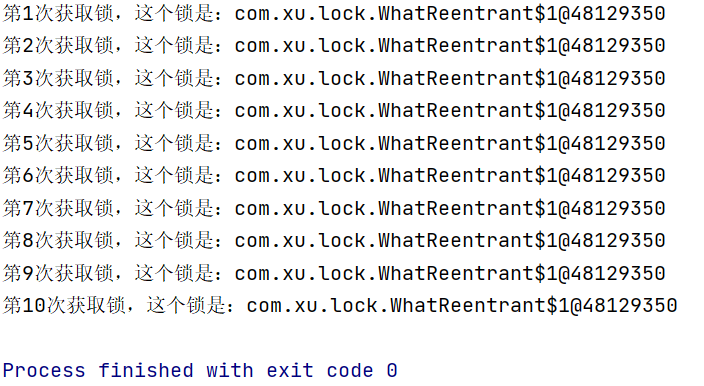 第1次获取锁，这个锁是：com.xu.lock.WhatReentrant$1@48129350
第2次获取锁，这个锁是：com.xu.lock.WhatReentrant$1@48129350
第3次获取锁，这个锁是：com.xu.lock.WhatReentrant$1@48129350
第4次获取锁，这个锁是：com.xu.lock.WhatReentrant$1@48129350
第5次获取锁，这个锁是：com.xu.lock.WhatReentrant$1@48129350
第6次获取锁，这个锁是：com.xu.lock.WhatReentrant$1@48129350
第7次获取锁，这个锁是：com.xu.lock.WhatReentrant$1@48129350
第8次获取锁，这个锁是：com.xu.lock.WhatReentrant$1@48129350
第9次获取锁，这个锁是：com.xu.lock.WhatReentrant$1@48129350
第10次获取锁，这个锁是：com.xu.lock.WhatReentrant$1@48129350
Process finished with exit code 0